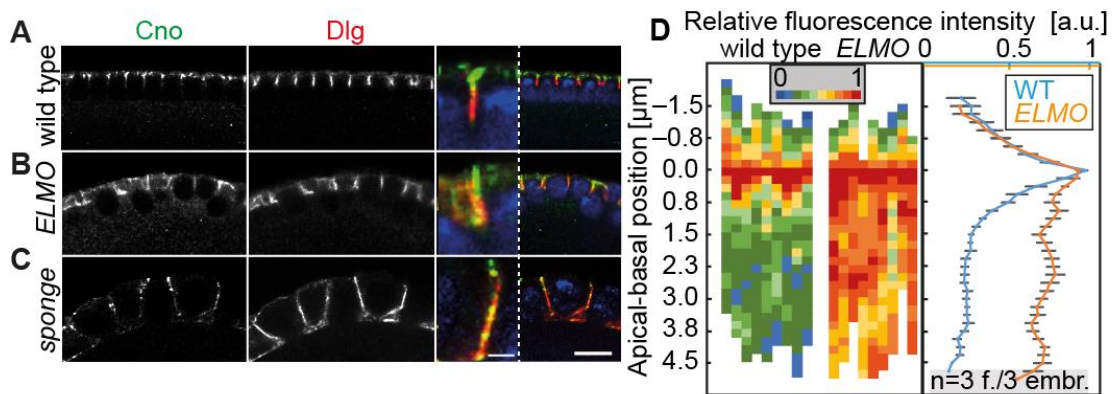 Cno Dlg
A wild type
B ELMO
C sponge
D Relative fluorescence intensity [a.u.]
wild type ELMO 0 0.5 1
0 1
WT
ELMO
Apical-basal position [µm]
–1.5
–0.8
0.0
0.8
1.5
2.3
3.0
3.8
4.5
n=3 f./3 embr.